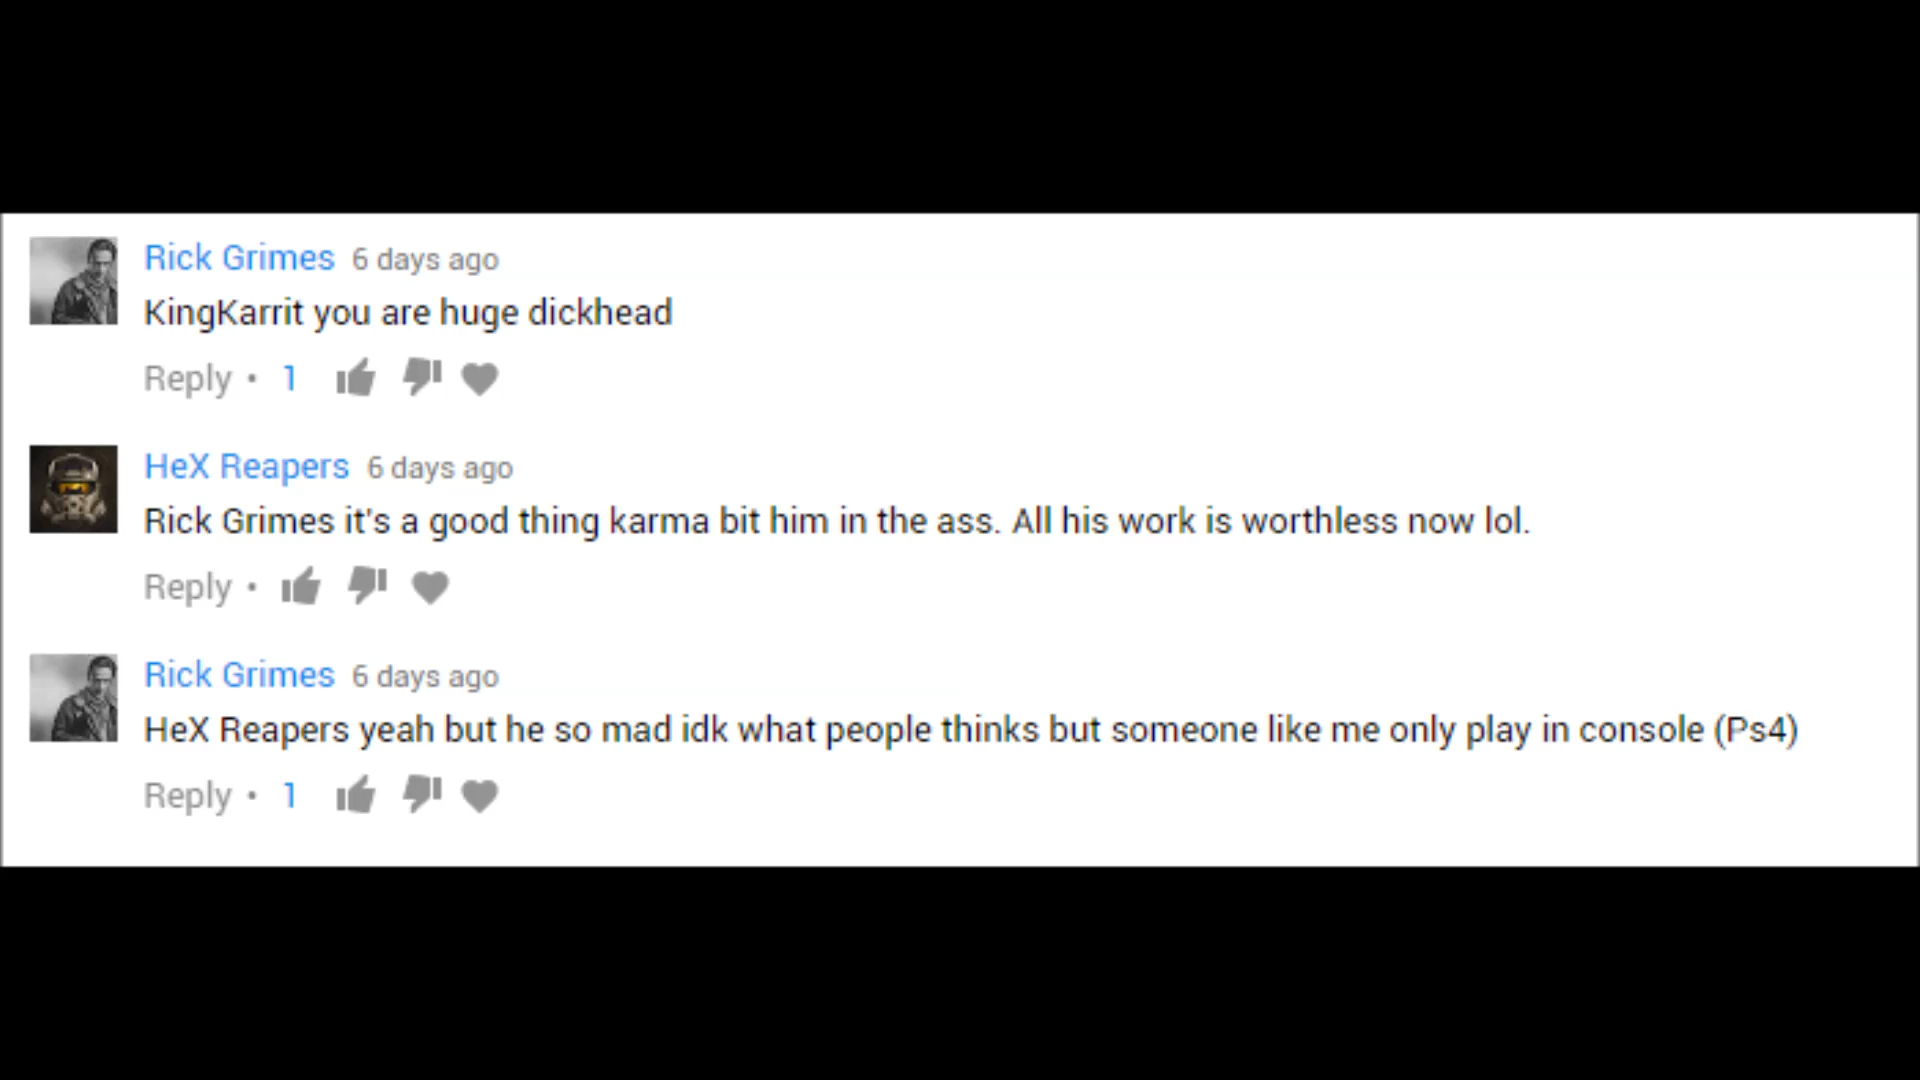 Rick Grimes 6 days ago
KingKarrit you are huge dickhead
Reply • 1
HeX Reapers 6 days ago
Rick Grimes it's a good thing karma bit him in the ass. All his work is worthless now lol.
Reply •
Rick Grimes 6 days ago
HeX Reapers yeah but he so mad idk what people thinks but someone like me only play in console (Ps4)
Reply • 1